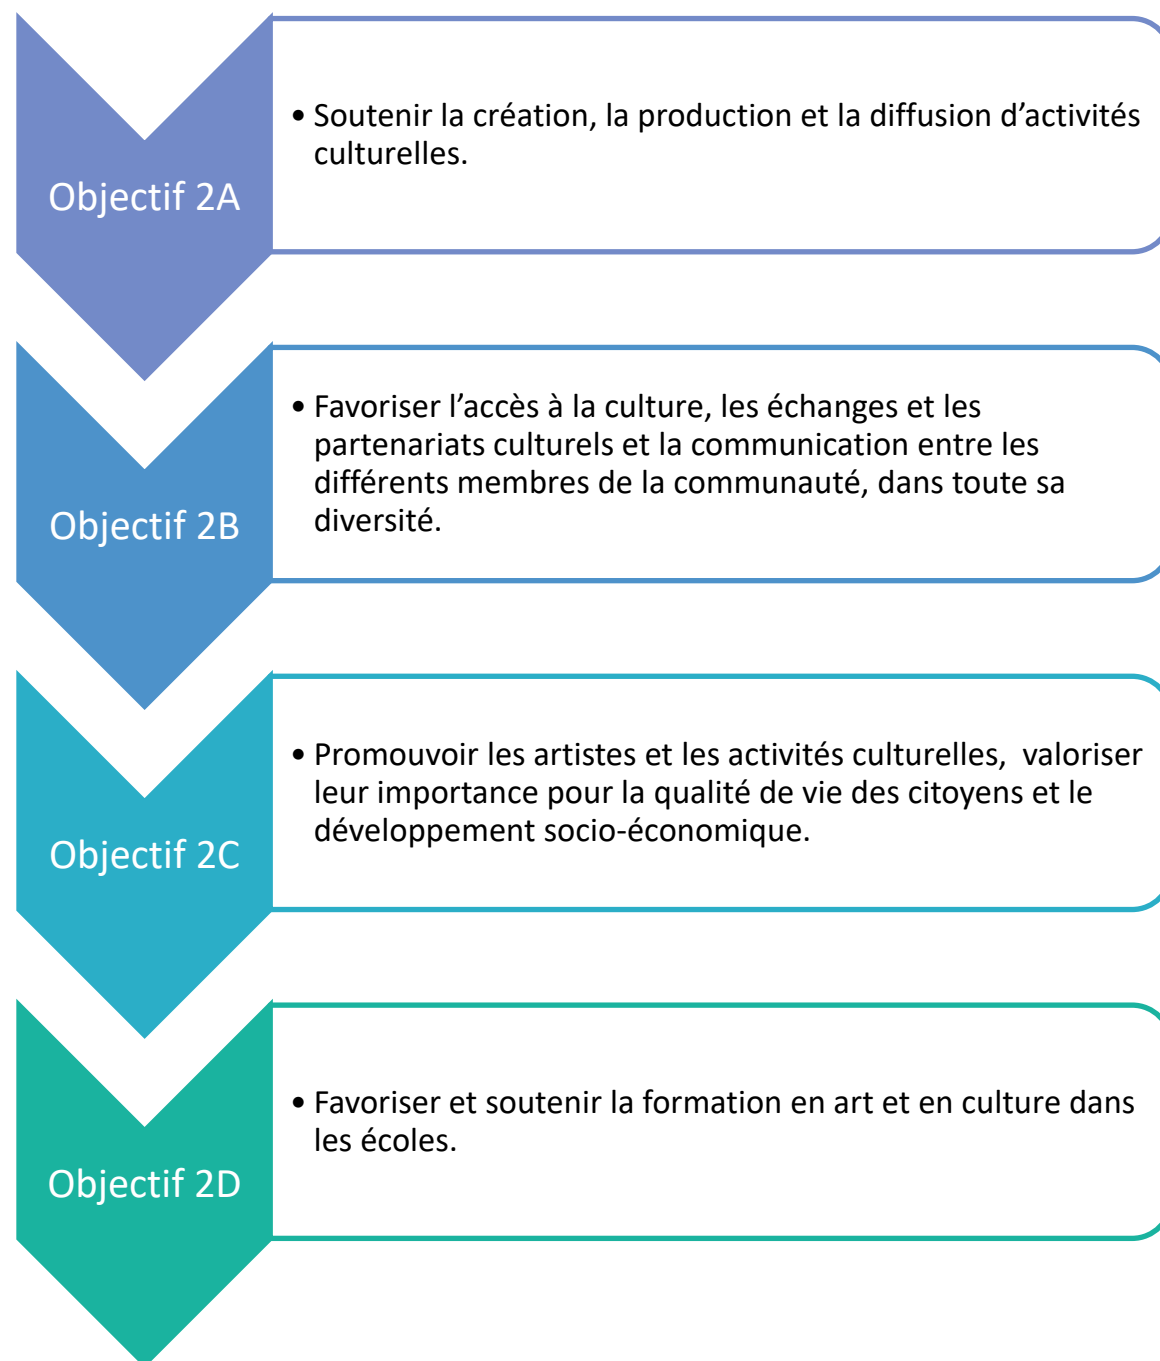 Objectif 2A
• Soutenir la création, la production et la diffusion d’activités
culturelles.
Objectif 2B
• Favoriser l’accès à la culture, les échanges et les
partenariats culturels et la communication entre les
différents membres de la communauté, dans toute sa
diversité.
Objectif 2C
• Promouvoir les artistes et les activités culturelles,  valoriser
leur importance pour la qualité de vie des citoyens et le
développement socio-économique.
Objectif 2D
• Favoriser et soutenir la formation en art et en culture dans
les écoles.